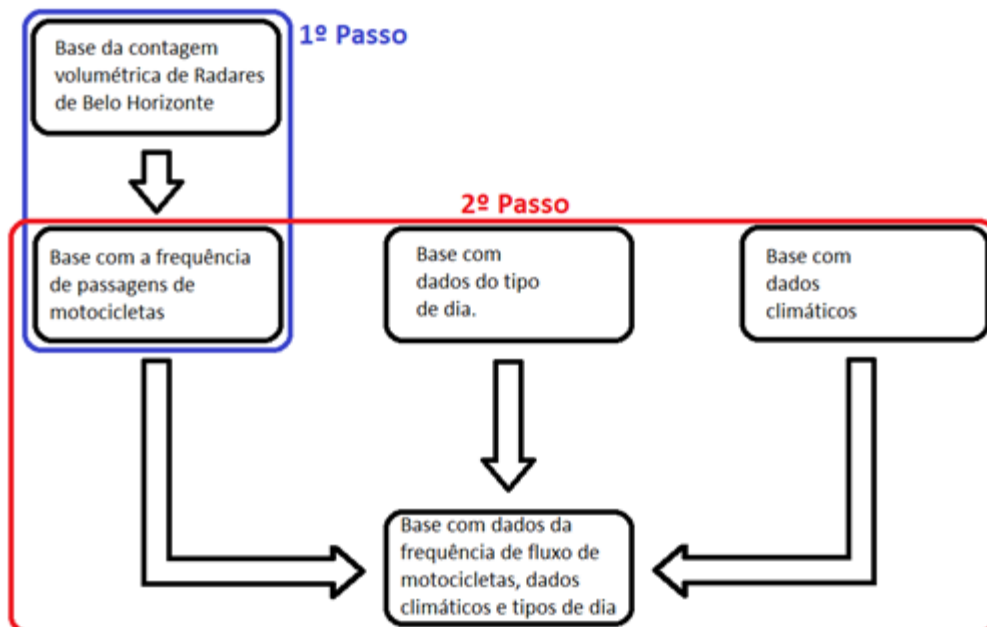 1º Passo
Base da contagem
volumétrica de Radares
de Belo Horizonte
2º Passo
Base com a frequência
de passagens de
motocicletas
Base com
dados do tipo
de dia.
Base com
dados
climáticos
Base com dados da
frequência de fluxo de
motocicletas, dados
climáticos e tipos de dia